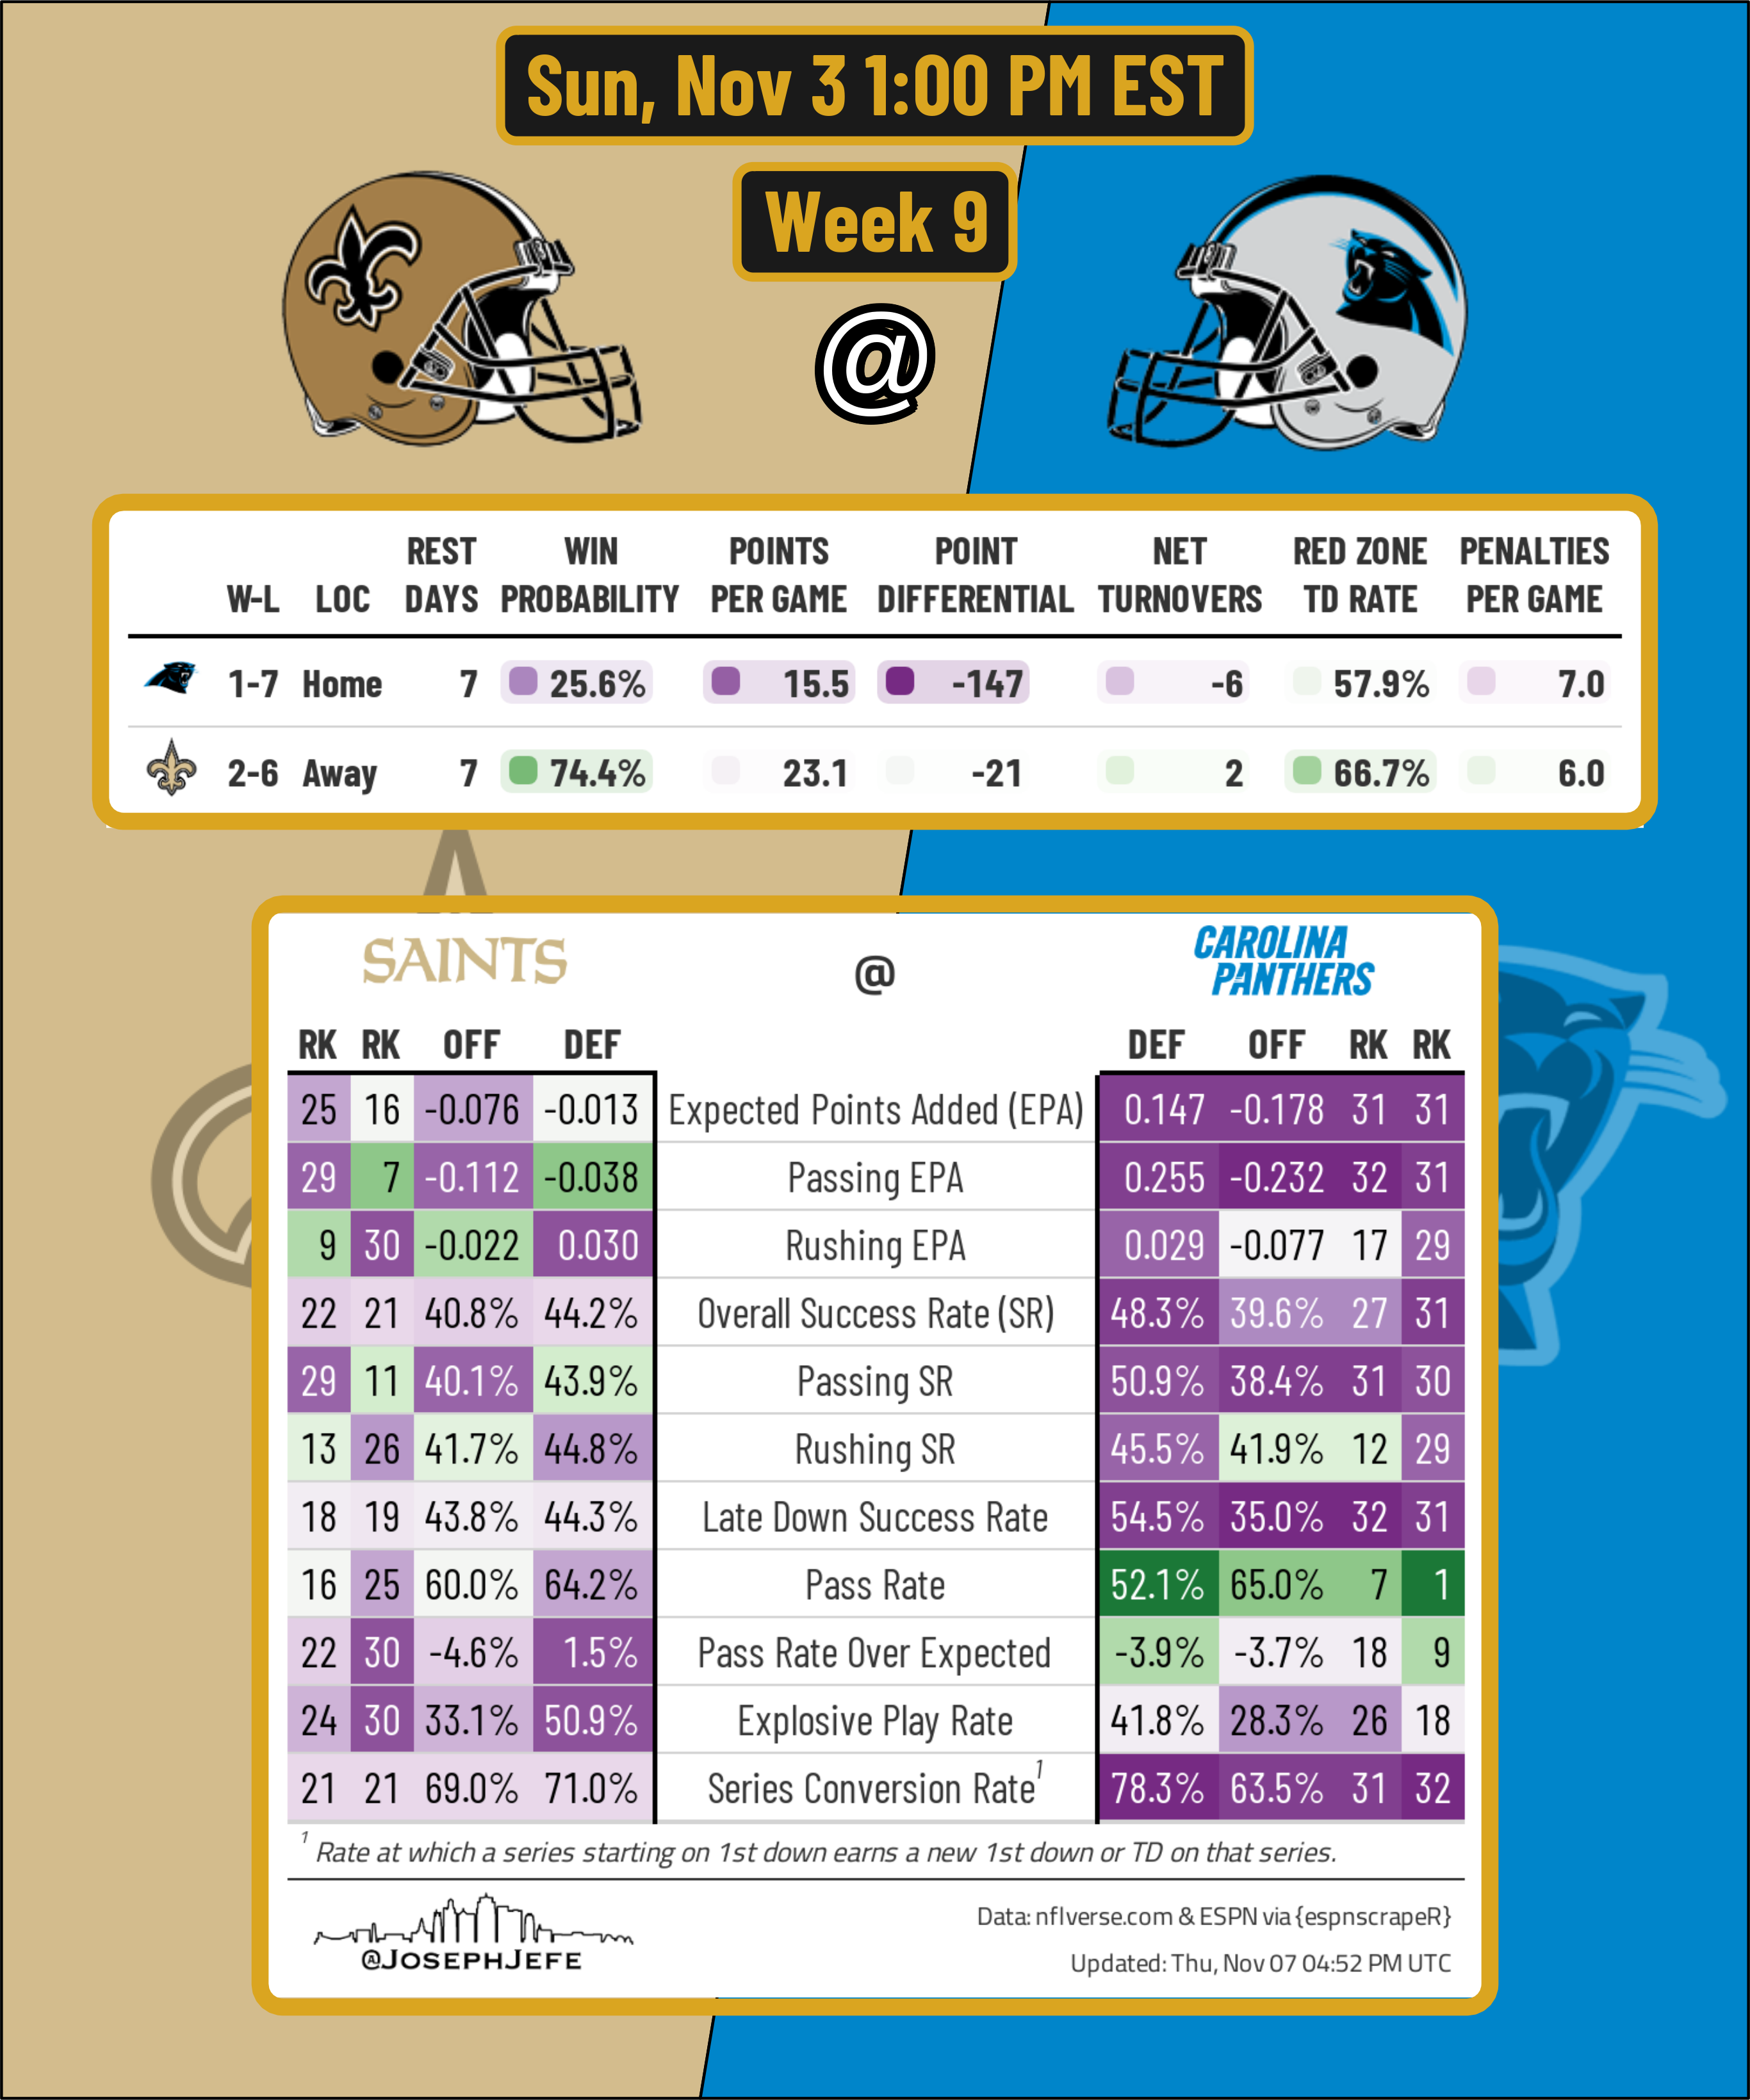 Sun, Nov 3 1:00 PM EST
Week 9
@
W-L LOC REST DAYS WIN PROBABILITY POINTS PER GAME POINT DIFFERENTIAL NET TURNOVERS RED ZONE TD RATE PENALTIES PER GAME
1-7 Home 7 25.6% 15.5 -147 -6 57.9% 7.0
2-6 Away 7 74.4% 23.1 -21 2 66.7% 6.0
SAINTS @ CAROLINA PANTHERS
RK RK OFF DEF DEF OFF RK RK
25 16 -0.076 -0.013 Expected Points Added (EPA) 0.147 -0.178 31 31
29 7 -0.112 -0.038 Passing EPA 0.255 -0.232 32 31
9 30 -0.022 0.030 Rushing EPA 0.029 -0.077 17 29
22 21 40.8% 44.2% Overall Success Rate (SR) 48.3% 39.6% 27 31
29 11 40.1% 43.9% Passing SR 50.9% 38.4% 31 30
13 26 41.7% 44.8% Rushing SR 45.5% 41.9% 12 29
18 19 43.8% 44.3% Late Down Success Rate 54.5% 35.0% 32 31
16 25 60.0% 64.2% Pass Rate 52.1% 65.0% 7 1
22 30 -4.6% 1.5% Pass Rate Over Expected -3.9% -3.7% 18 9
24 30 33.1% 50.9% Explosive Play Rate 41.8% 28.3% 26 18
21 21 69.0% 71.0% Series Conversion Rate1 78.3% 63.5% 31 32
1 Rate at which a series starting on 1st down earns a new 1st down or TD on that series.
@JOSEPHJEFE
Data: nflverse.com & ESPN via {espnscrapeR}
Updated: Thu, Nov 07 04:52 PM UTC